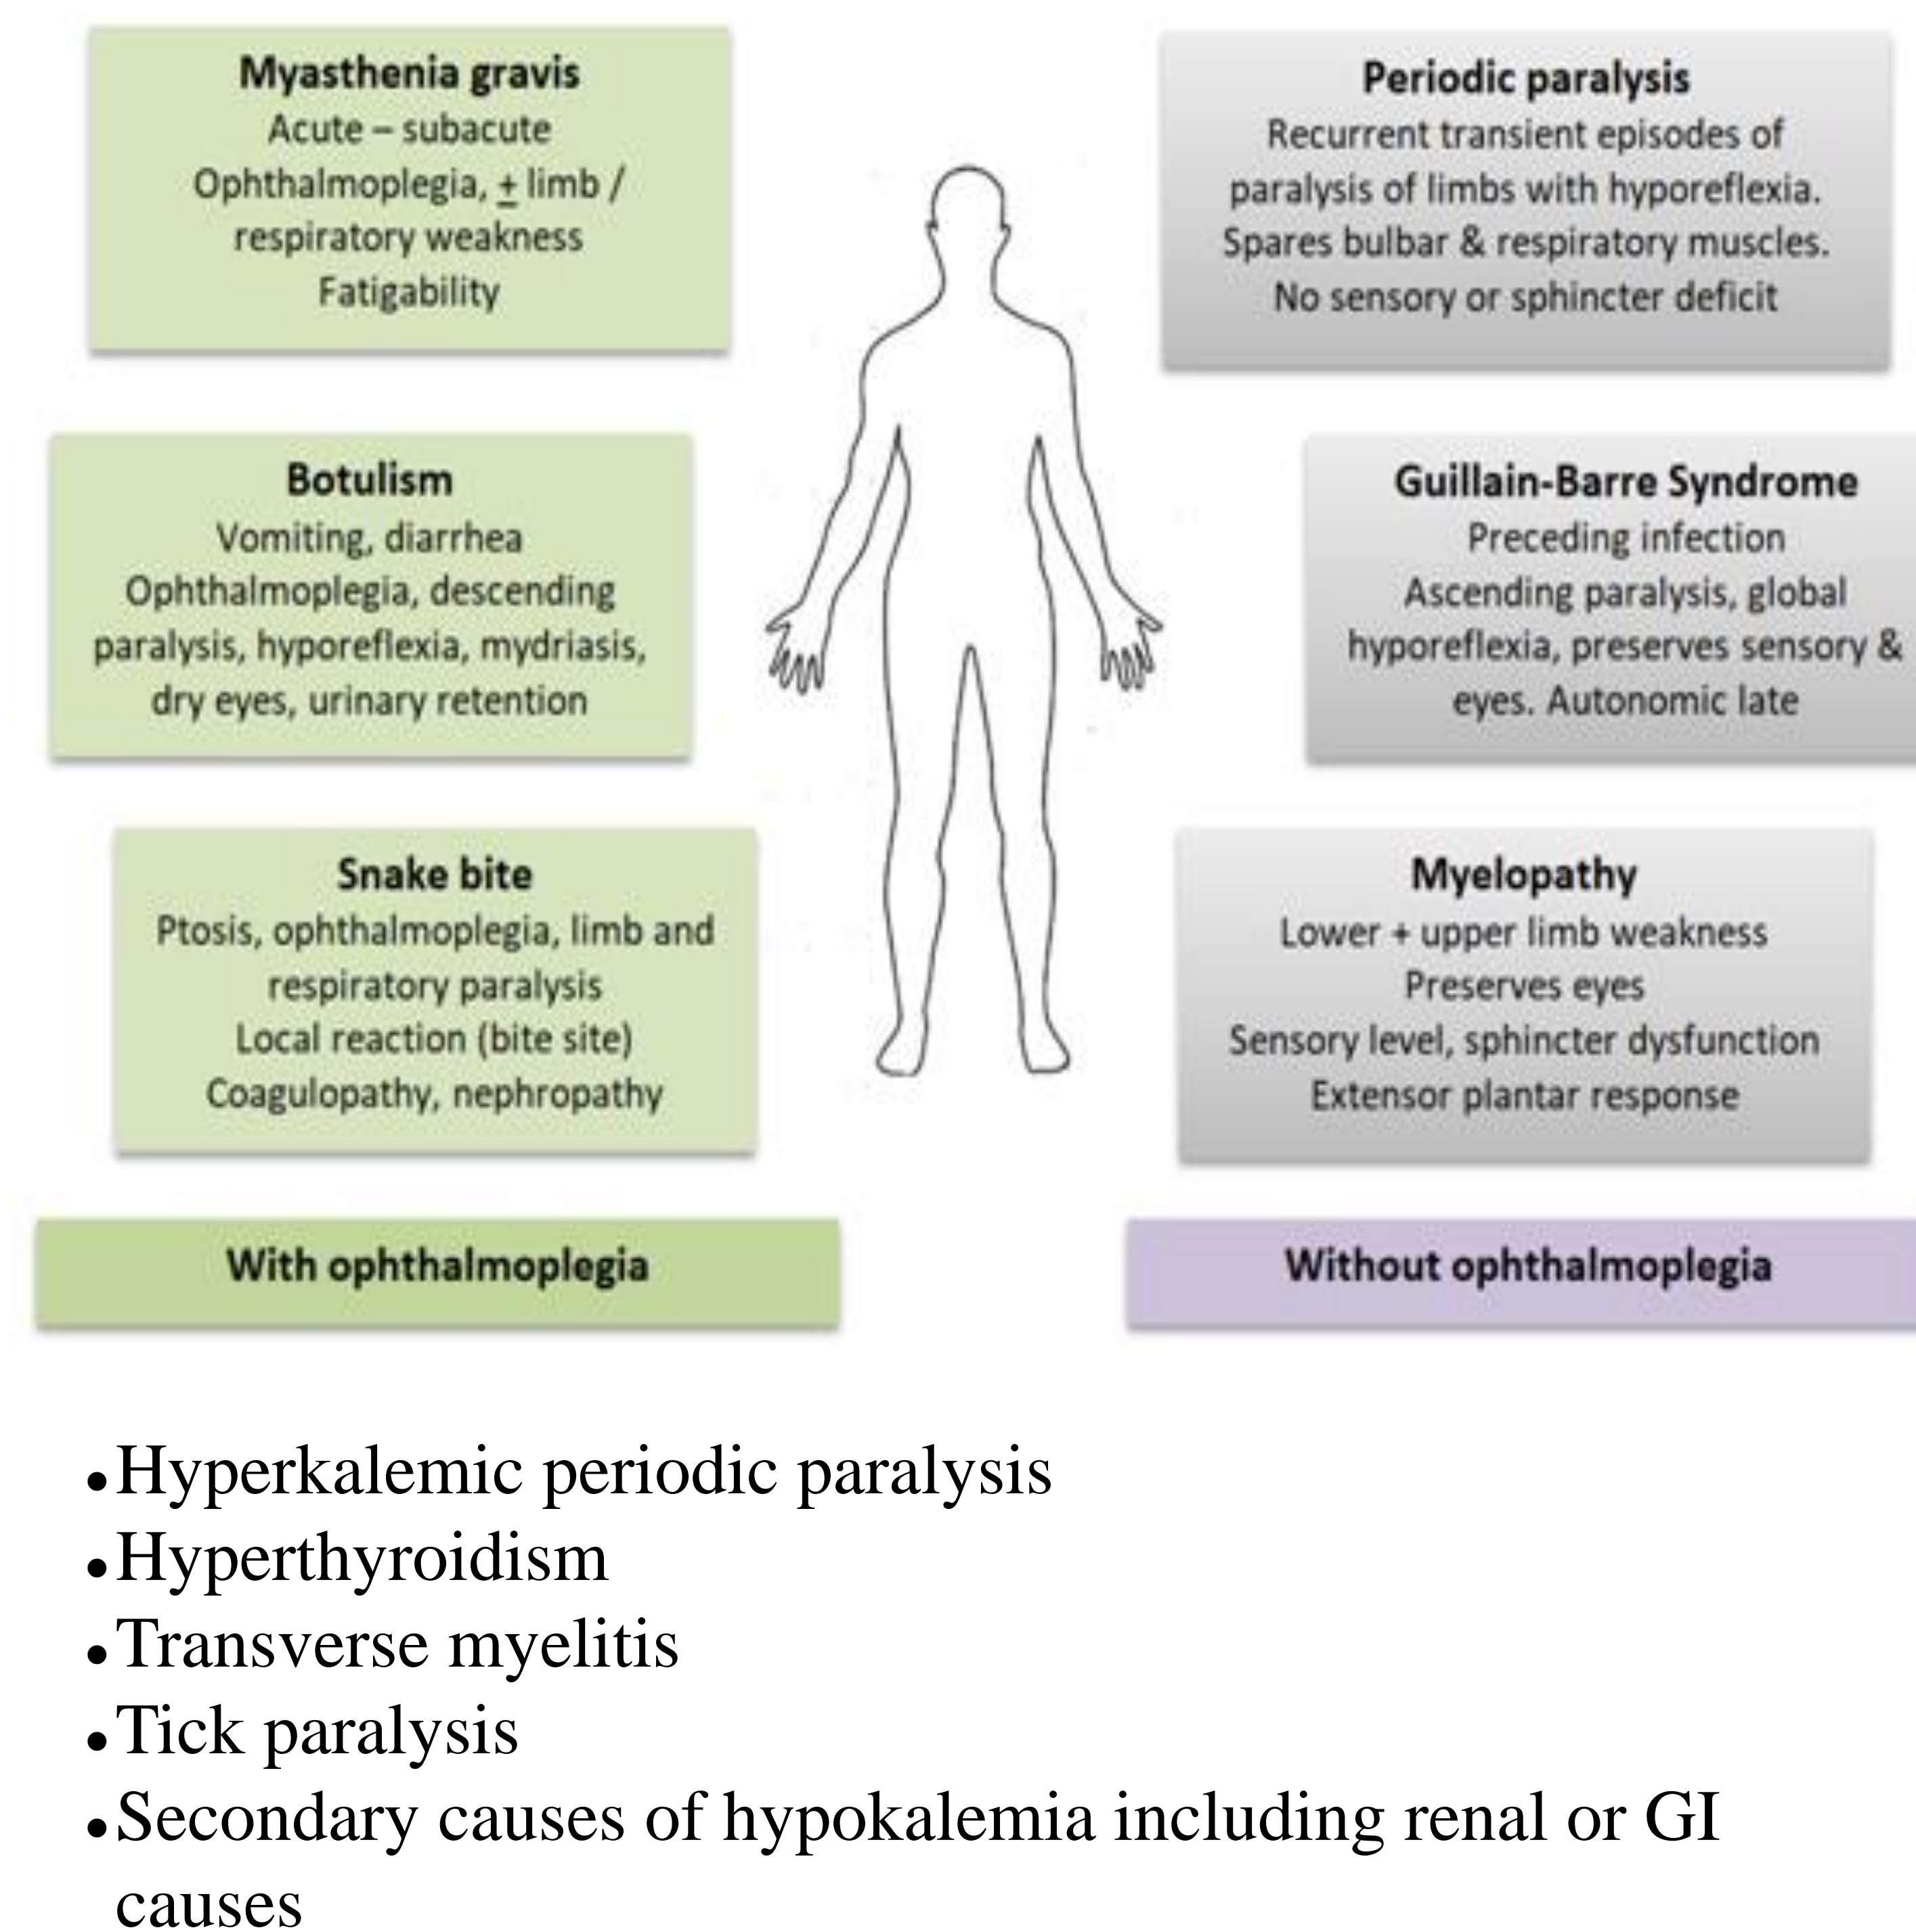 Myasthenia gravis
Acute – subacute
Ophthalmoplegia, + limb /
respiratory weakness
Fatigability
Botulism
Vomiting, diarrhea
Ophthalmoplegia, descending
paralysis, hyporeflexia, mydriasis,
dry eyes, urinary retention
Snake bite
Ptosis, ophthalmoplegia, limb and
respiratory paralysis
Local reaction (bite site)
Coagulopathy, nephropathy
With ophthalmoplegia
Periodic paralysis
Recurrent transient episodes of
paralysis of limbs with hyporeflexia.
Spares bulbar & respiratory muscles.
No sensory or sphincter deficit
Guillain-Barre Syndrome
Preceding infection
Ascending paralysis, global
hyporeflexia, preserves sensory &
eyes. Autonomic late
Myelopathy
Lower + upper limb weakness
Preserves eyes
Sensory level, sphincter dysfunction
Extensor plantar response
Without ophthalmoplegia
•Hyperkalemic periodic paralysis
•Hyperthyroidism
•Transverse myelitis
•Tick paralysis
•Secondary causes of hypokalemia including renal or GI
causes